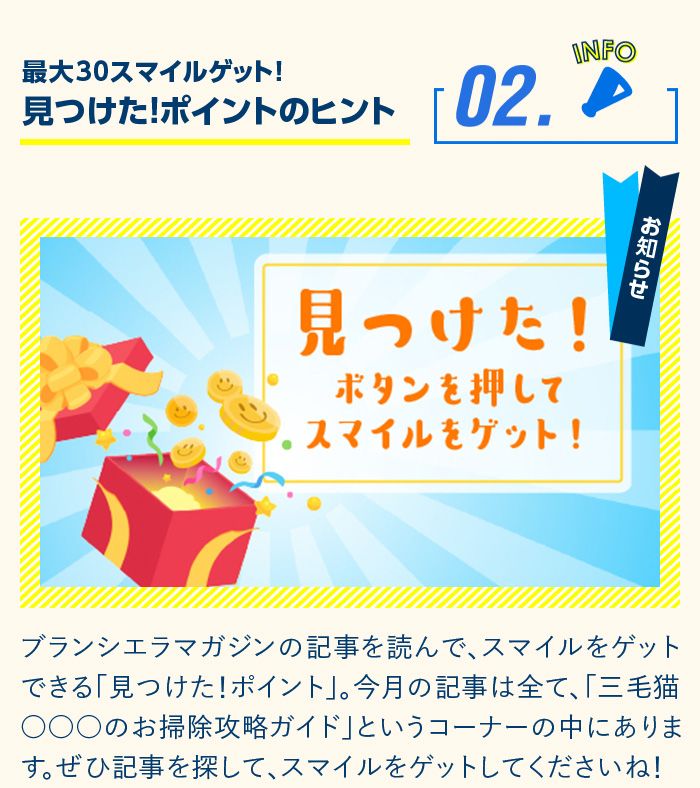 最大30スマイルゲット!
見つけた!ポイントのヒント
02.
INFO
お知らせ
見つけた!
ボタンを押して
スマイルをゲット!
ブランシエラマガジンの記事を読んで、スマイルをゲット
できる「見つけた!ポイント」。今月の記事は全て、「三毛猫
〇〇〇のお掃除攻略ガイド」というコーナーの中にありま
す。ぜひ記事を探して、スマイルをゲットしてくださいね!